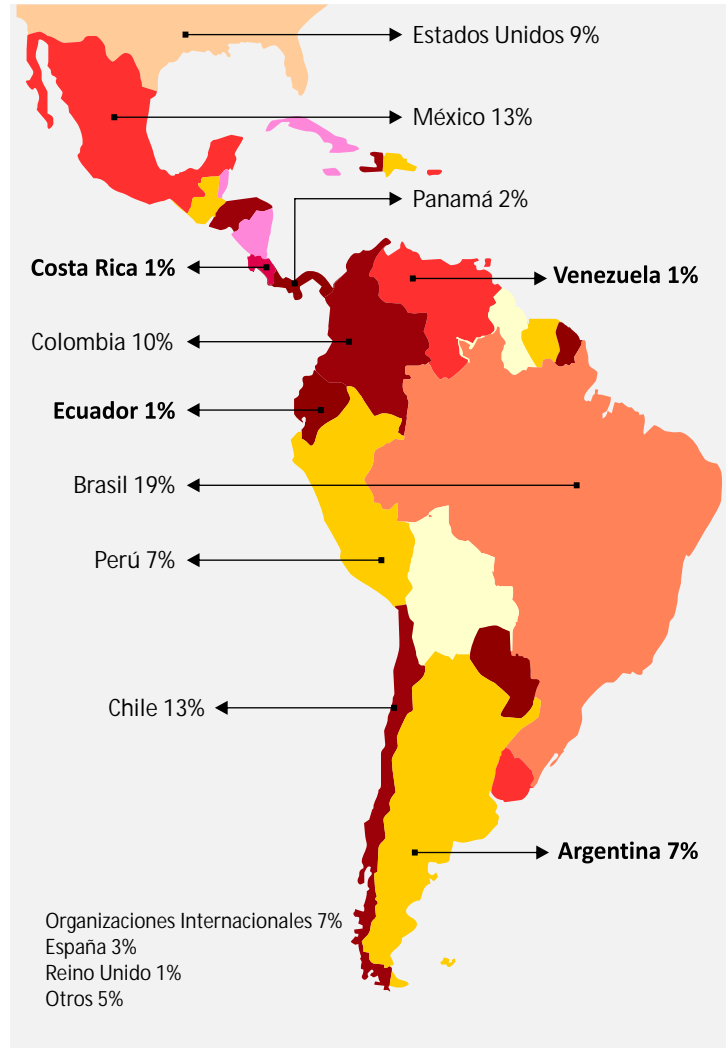 Estados Unidos 9%
México 13%
Panamá 2%
Costa Rica 1%
Venezuela 1%
Colombia 10%
Ecuador 1%
Brasil 19%
Perú 7%
Chile 13%
Argentina 7%
Organizaciones Internacionales 7%
España 3%
Reino Unido 1%
Otros 5%